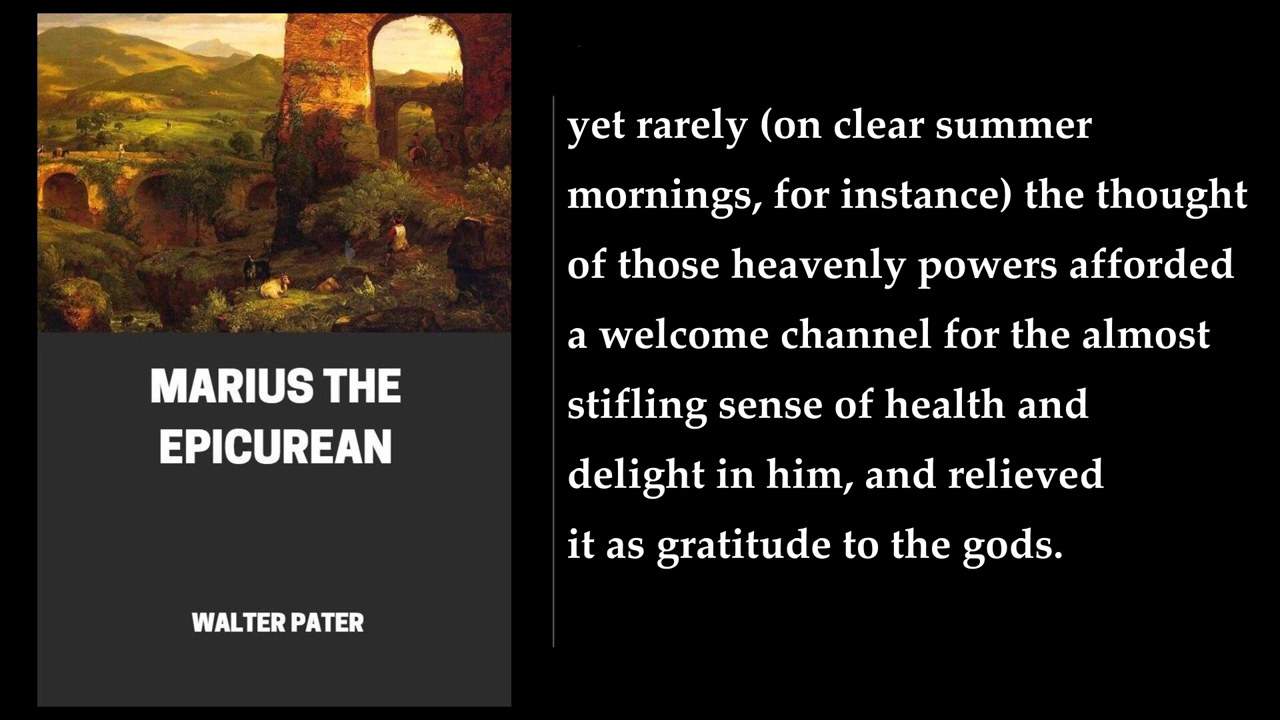 MARIUS THE
EPICUREAN
WALTER PATER
yet rarely (on clear summer
mornings, for instance) the thought
of those heavenly powers afforded
a welcome channel for the almost
stifling sense of health and
delight in him, and relieved
it as gratitude to the gods.